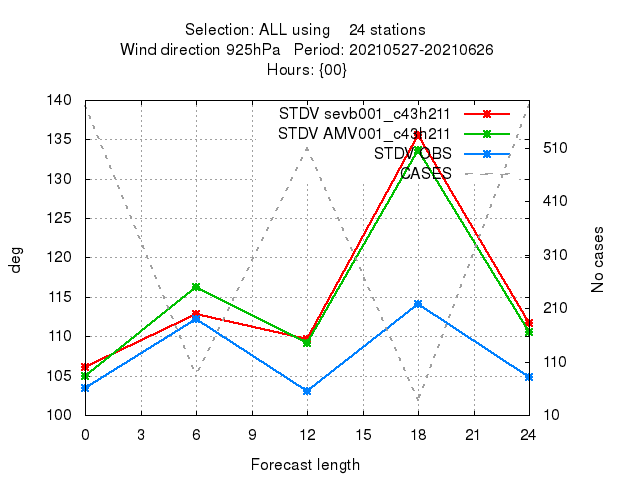 Selection: ALL using 24 stations
Wind direction 925hPa Period: 20210527-20210626
Hours: {00}
STDV sevb001_c43h211
STDV AMV001_c43h211
STDV OBS
CASES
deg
140
135
130
125
120
115
110
105
100
510
410
310
210
110
10
No cases
0 3 6 9 12 15 18 21 24
Forecast length